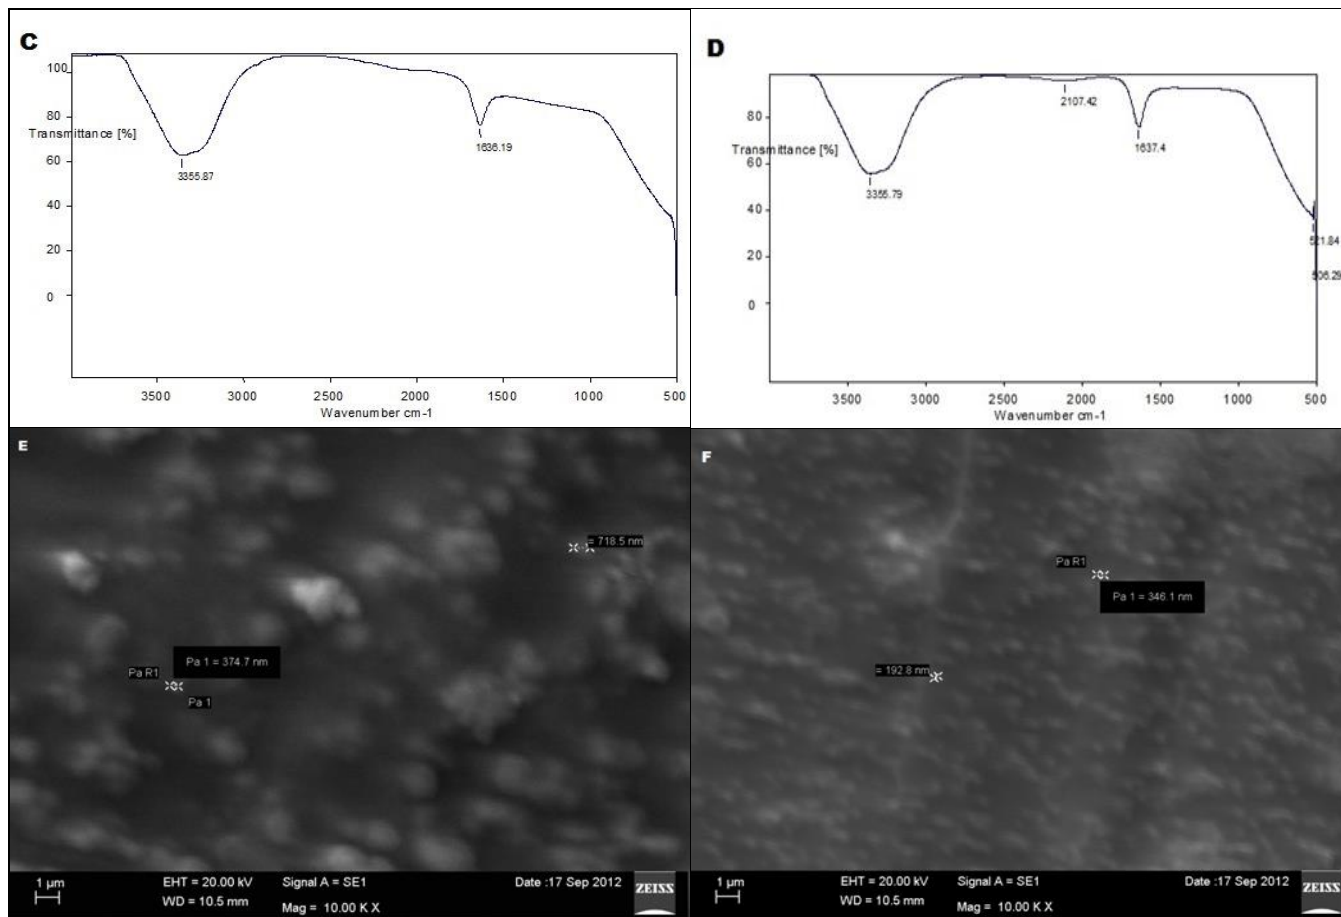 C
100
80
Transmittance [%]
60
40
20
0
3355.87
1636.19
3500 3000 2500 2000 1500 1000 500
Wavenumber cm-1
D
80
Transmittance [%]
60
40
20
0
2107.42
1637.4
3355.79
521.84
506.29
3500 3000 2500 2000 1500 1000 500
Wavenumber cm-1
E
= 718.5 nm
Pa 1 = 374.7 nm
Pa R1
Pa 1
1 µm
EHT = 20.00 kV Signal A = SE1 Date :17 Sep 2012
WD = 10.5 mm Mag = 10.00 K X
ZEISS
F
Pa R1
Pa 1 = 346.1 nm
= 192.8 nm
1 µm
EHT = 20.00 kV Signal A = SE1 Date :17 Sep 2012
WD = 10.5 mm Mag = 10.00 K X
ZEISS